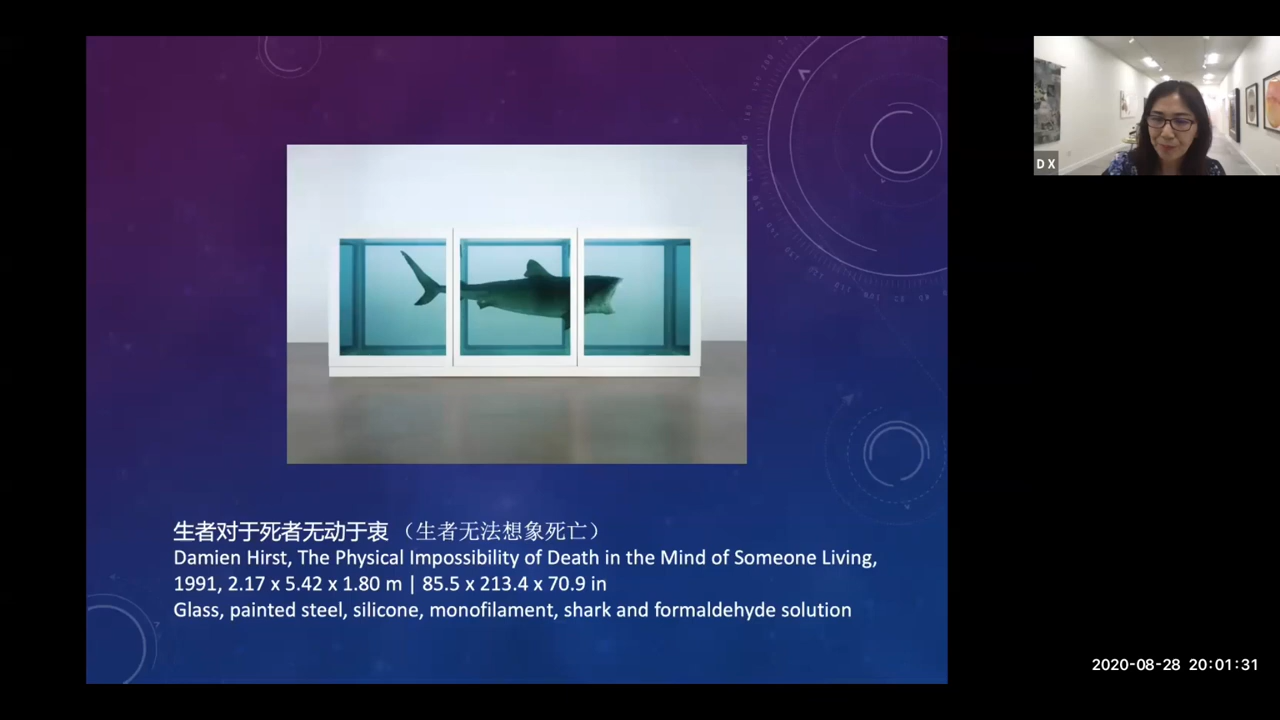 D X
生者对于死者无动于衷 （生者无法想象死亡）
Damien Hirst, The Physical Impossibility of Death in the Mind of Someone Living,
1991, 2.17 x 5.42 x 1.80 m | 85.5 x 213.4 x 70.9 in
Glass, painted steel, silicone, monofilament, shark and formaldehyde solution
2020-08-28 20:01:31